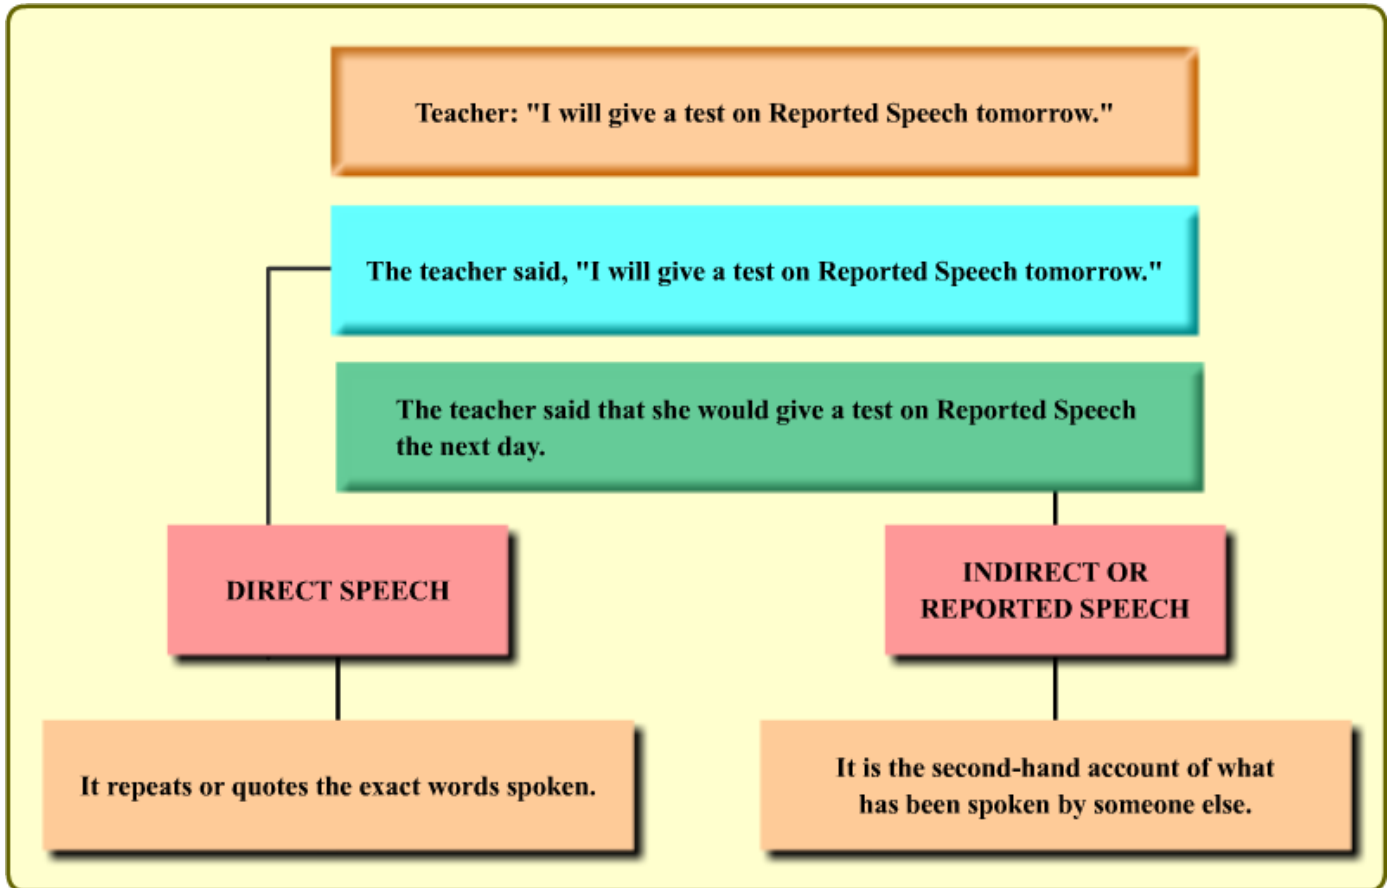 Teacher: "I will give a test on Reported Speech tomorrow."
The teacher said, "I will give a test on Reported Speech tomorrow."
The teacher said that she would give a test on Reported Speech
the next day.
DIRECT SPEECH
INDIRECT OR
REPORTED SPEECH
It repeats or quotes the exact words spoken.
It is the second-hand account of what
has been spoken by someone else.